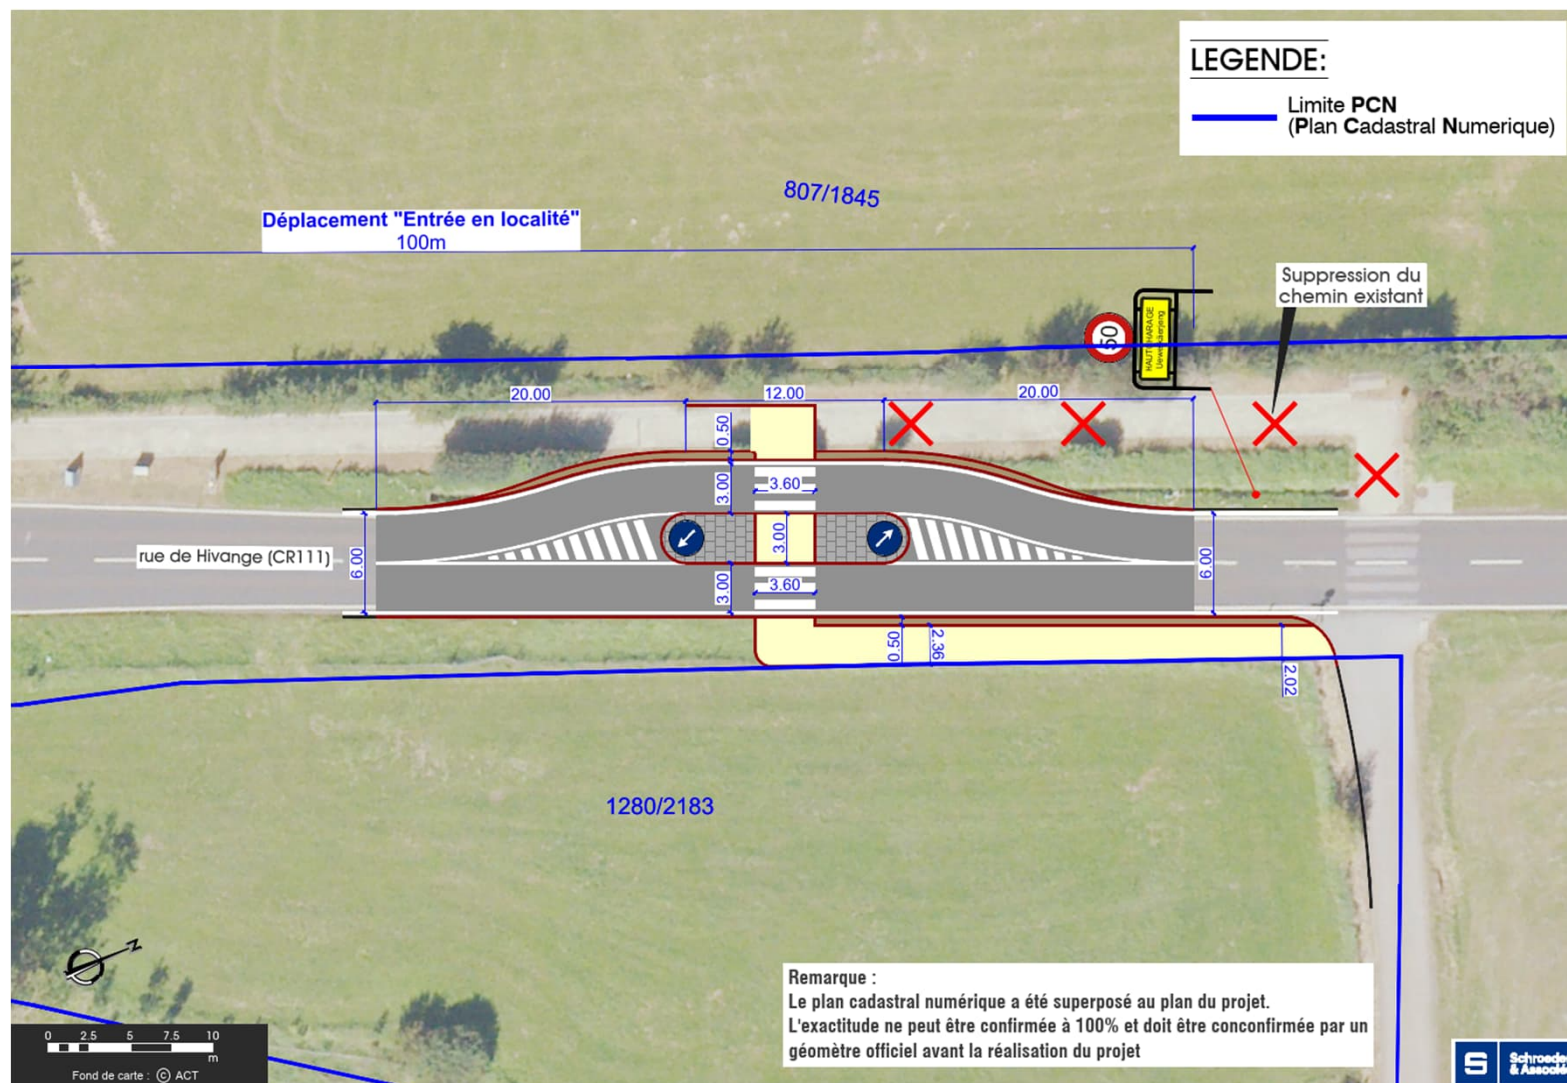 LEGENDE:
Limite PCN
(Plan Cadastral Numerique)
807/1845
Déplacement "Entrée en localité"
100m
Suppression du
chemin existant
50
HAUTCHARAGE
20.00
12.00
20.00
0.50
3.00
3.60
rue de Hivange (CR111)
6.00
3.00
6.00
3.00
3.60
0.50
2.36
2.02
1280/2183
N
Remarque :
Le plan cadastral numérique a été superposé au plan du projet.
L'exactitude ne peut être confirmée à 100% et doit être conconfirmée par un
géomètre officiel avant la réalisation du projet
0 2.5 5 7.5 10
m
Fond de carte : © ACT
S
Schroede
& Associé